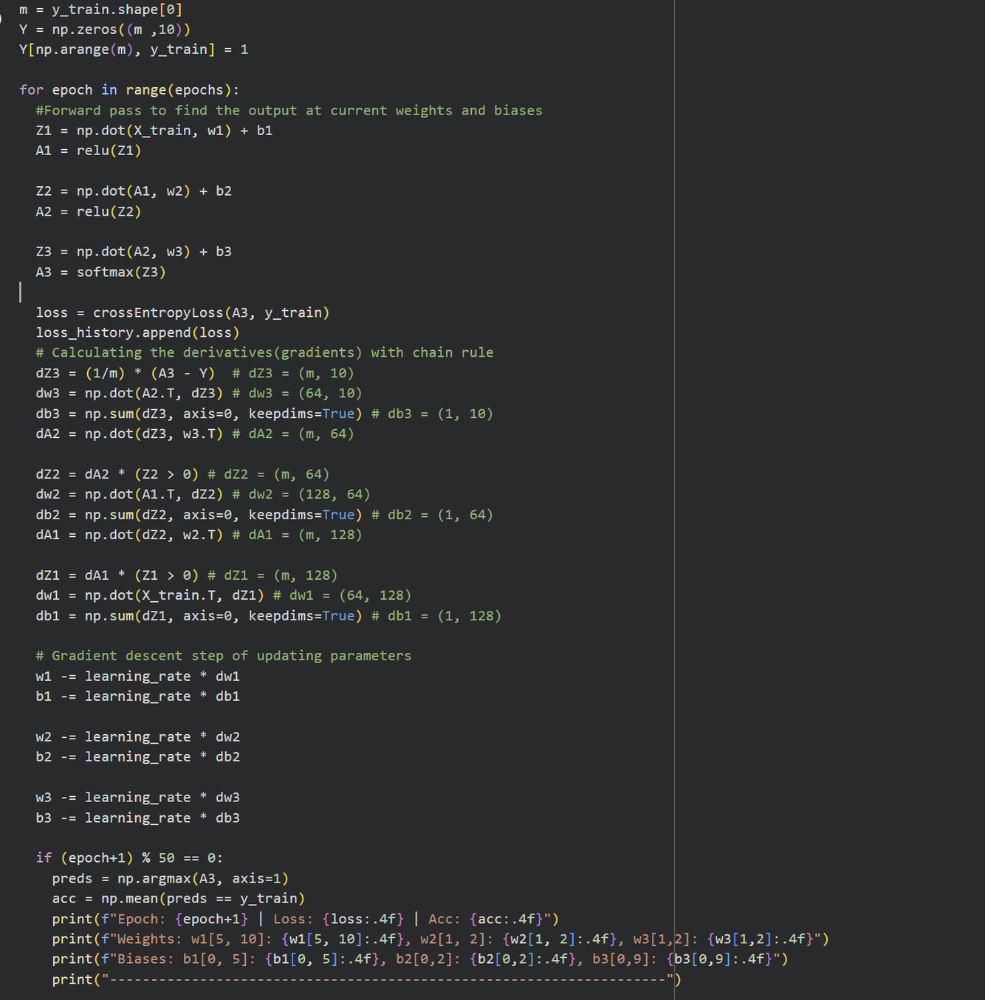 m = y_train.shape[0]
Y = np.zeros((m ,10))
Y[np.arange(m), y_train] = 1

for epoch in range(epochs):
  #Forward pass to find the output at current weights and biases
  Z1 = np.dot(X_train, w1) + b1
  A1 = relu(Z1)

  Z2 = np.dot(A1, w2) + b2
  A2 = relu(Z2)

  Z3 = np.dot(A2, w3) + b3
  A3 = softmax(Z3)

  loss = crossEntropyLoss(A3, y_train)
  loss_history.append(loss)
  # Calculating the derivatives(gradients) with chain rule
  dZ3 = (1/m) * (A3 - Y)  # dZ3 = (m, 10)
  dw3 = np.dot(A2.T, dZ3) # dw3 = (64, 10)
  db3 = np.sum(dZ3, axis=0, keepdims=True) # db3 = (1, 10)
  dA2 = np.dot(dZ3, w3.T) # dA2 = (m, 64)

  dZ2 = dA2 * (Z2 > 0) # dZ2 = (m, 64)
  dw2 = np.dot(A1.T, dZ2) # dw2 = (128, 64)
  db2 = np.sum(dZ2, axis=0, keepdims=True) # db2 = (1, 64)
  dA1 = np.dot(dZ2, w2.T) # dA1 = (m, 128)

  dZ1 = dA1 * (Z1 > 0) # dZ1 = (m, 128)
  dw1 = np.dot(X_train.T, dZ1) # dw1 = (64, 128)
  db1 = np.sum(dZ1, axis=0, keepdims=True) # db1 = (1, 128)

  # Gradient descent step of updating parameters
  w1 -= learning_rate * dw1
  b1 -= learning_rate * db1

  w2 -= learning_rate * dw2
  b2 -= learning_rate * db2

  w3 -= learning_rate * dw3
  b3 -= learning_rate * db3

  if (epoch+1) % 50 == 0:
    preds = np.argmax(A3, axis=1)
    acc = np.mean(preds == y_train)
    print(f"Epoch: {epoch+1} | Loss: {loss:.4f} | Acc: {acc:.4f}")
    print(f"Weights: w1[5, 10]: {w1[5, 10]:.4f}, w2[1, 2]: {w2[1, 2]:.4f}, w3[1,2]: {w3[1,2]:.4f}")
    print(f"Biases: b1[0, 5]: {b1[0, 5]:.4f}, b2[0,2]: {b2[0,2]:.4f}, b3[0,9]: {b3[0,9]:.4f}")
    print("--------------------------------------------------------------------")